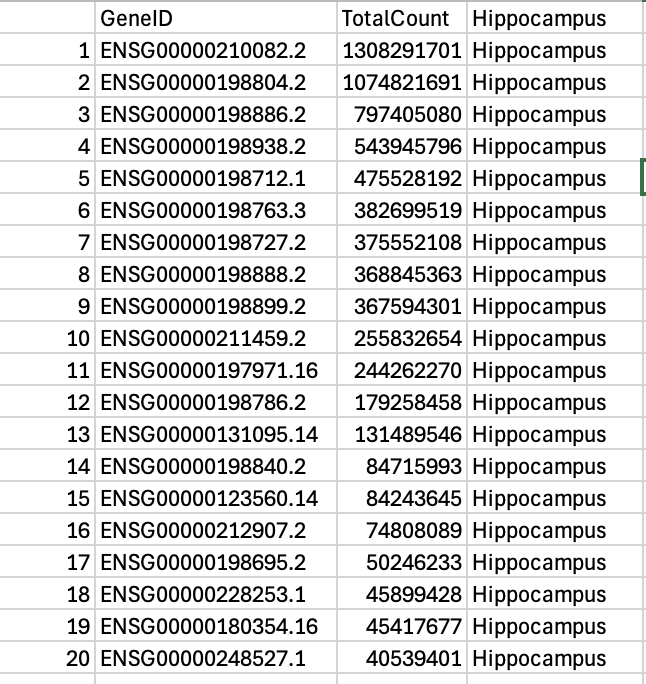 GeneID TotalCount Hippocampus
1 ENSG00000210082.2 1308291701 Hippocampus
2 ENSG00000198804.2 1074821691 Hippocampus
3 ENSG00000198886.2 797405080 Hippocampus
4 ENSG00000198938.2 543945796 Hippocampus
5 ENSG00000198712.1 475528192 Hippocampus
6 ENSG00000198763.3 382699519 Hippocampus
7 ENSG00000198727.2 375552108 Hippocampus
8 ENSG00000198888.2 368845363 Hippocampus
9 ENSG00000198899.2 367594301 Hippocampus
10 ENSG00000211459.2 255832654 Hippocampus
11 ENSG00000197971.16 244262270 Hippocampus
12 ENSG00000198786.2 179258458 Hippocampus
13 ENSG00000131095.14 131489546 Hippocampus
14 ENSG00000198840.2 84715993 Hippocampus
15 ENSG00000123560.14 84243645 Hippocampus
16 ENSG00000212907.2 74808089 Hippocampus
17 ENSG00000198695.2 50246233 Hippocampus
18 ENSG00000228253.1 45899428 Hippocampus
19 ENSG00000180354.16 45417677 Hippocampus
20 ENSG00000248527.1 40539401 Hippocampus